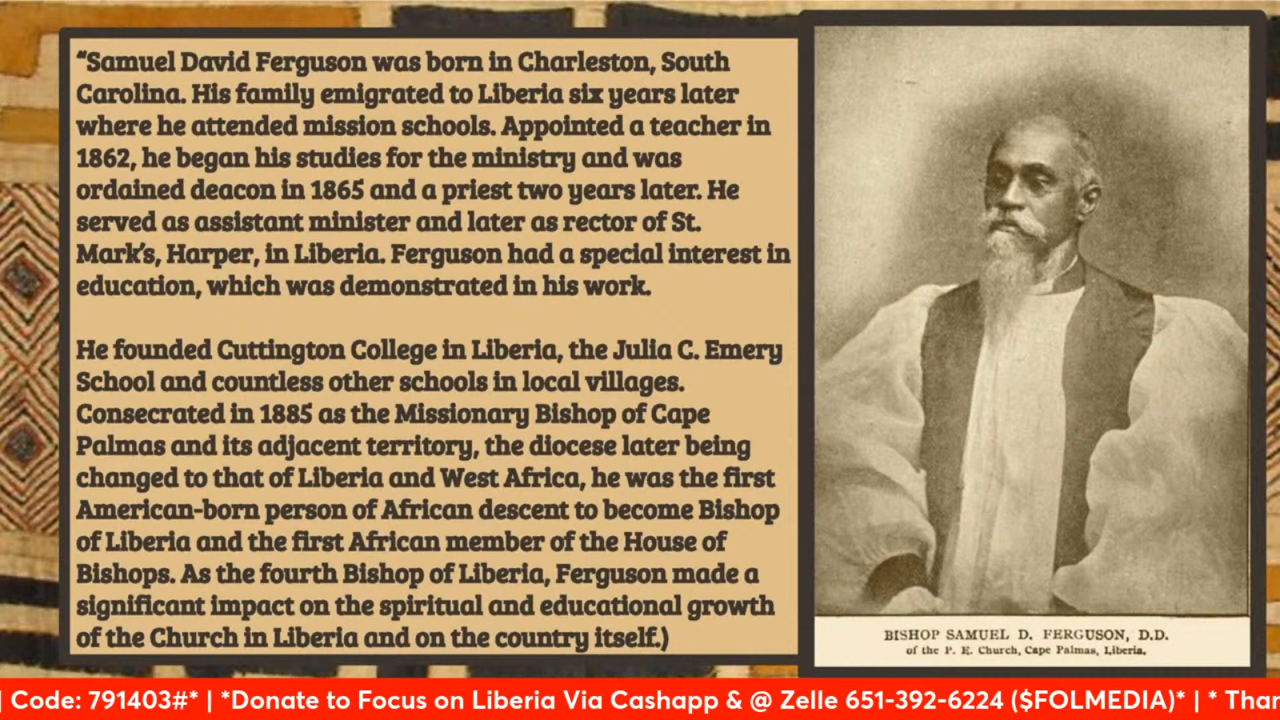 “Samuel David Ferguson was born in Charleston, South
Carolina. His family emigrated to Liberia six years later
where he attended mission schools. Appointed a teacher in
1862, he began his studies for the ministry and was
ordained deacon in 1865 and a priest two years later. He
served as assistant minister and later as rector of St.
Mark’s, Harper, in Liberia. Ferguson had a special interest in
education, which was demonstrated in his work.
He founded Cuttington College in Liberia, the Julia C. Emery
School and countless other schools in local villages.
Consecrated in 1885 as the Missionary Bishop of Cape
Palmas and its adjacent territory, the diocese later being
changed to that of Liberia and West Africa, he was the first
American-born person of African descent to become Bishop
of Liberia and the first African member of the House of
Bishops. As the fourth Bishop of Liberia, Ferguson made a
significant impact on the spiritual and educational growth
of the Church in Liberia and on the country itself.)
BISHOP SAMUEL D. FERGUSON, D.D.
of the P. E. Church, Cape Palmas, Liberia.
| Code: 791403#* | *Donate to Focus on Liberia Via Cashapp & @ Zelle 651-392-6224 ($FOLMEDIA)* | * Than